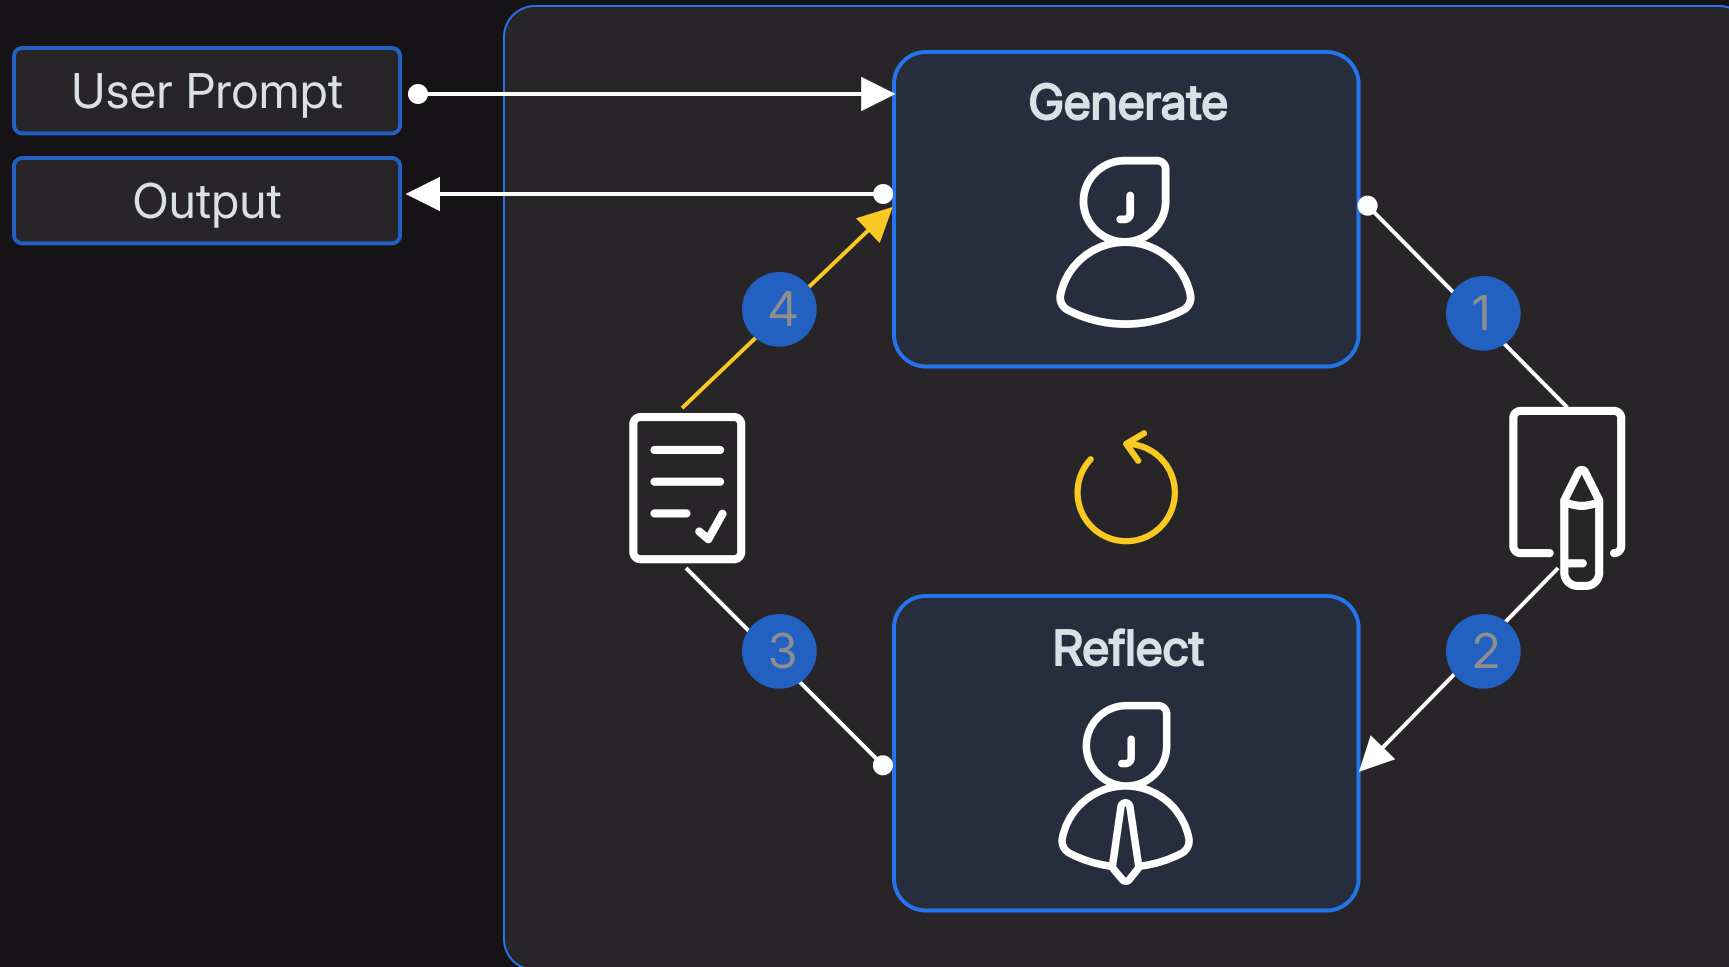 User Prompt
Output
Generate
1
2
3
4
Reflect